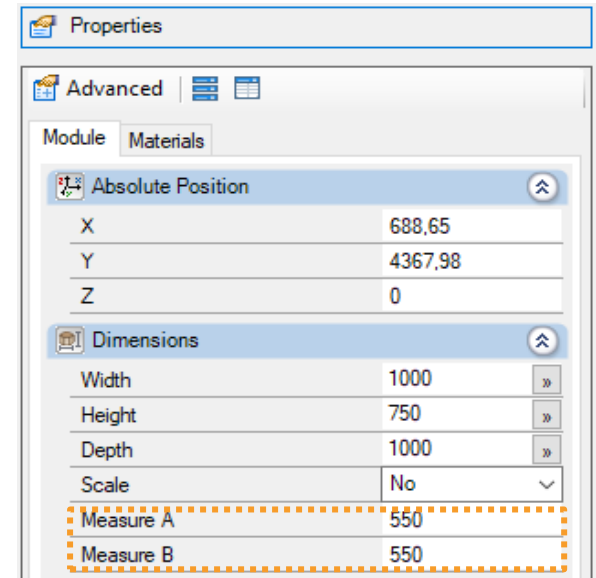 Properties
Advanced
Module Materials
Absolute Position
X 688,65
Y 4367,98
Z 0
Dimensions
Width 1000 »
Height 750 »
Depth 1000 »
Scale No
Measure A 550
Measure B 550